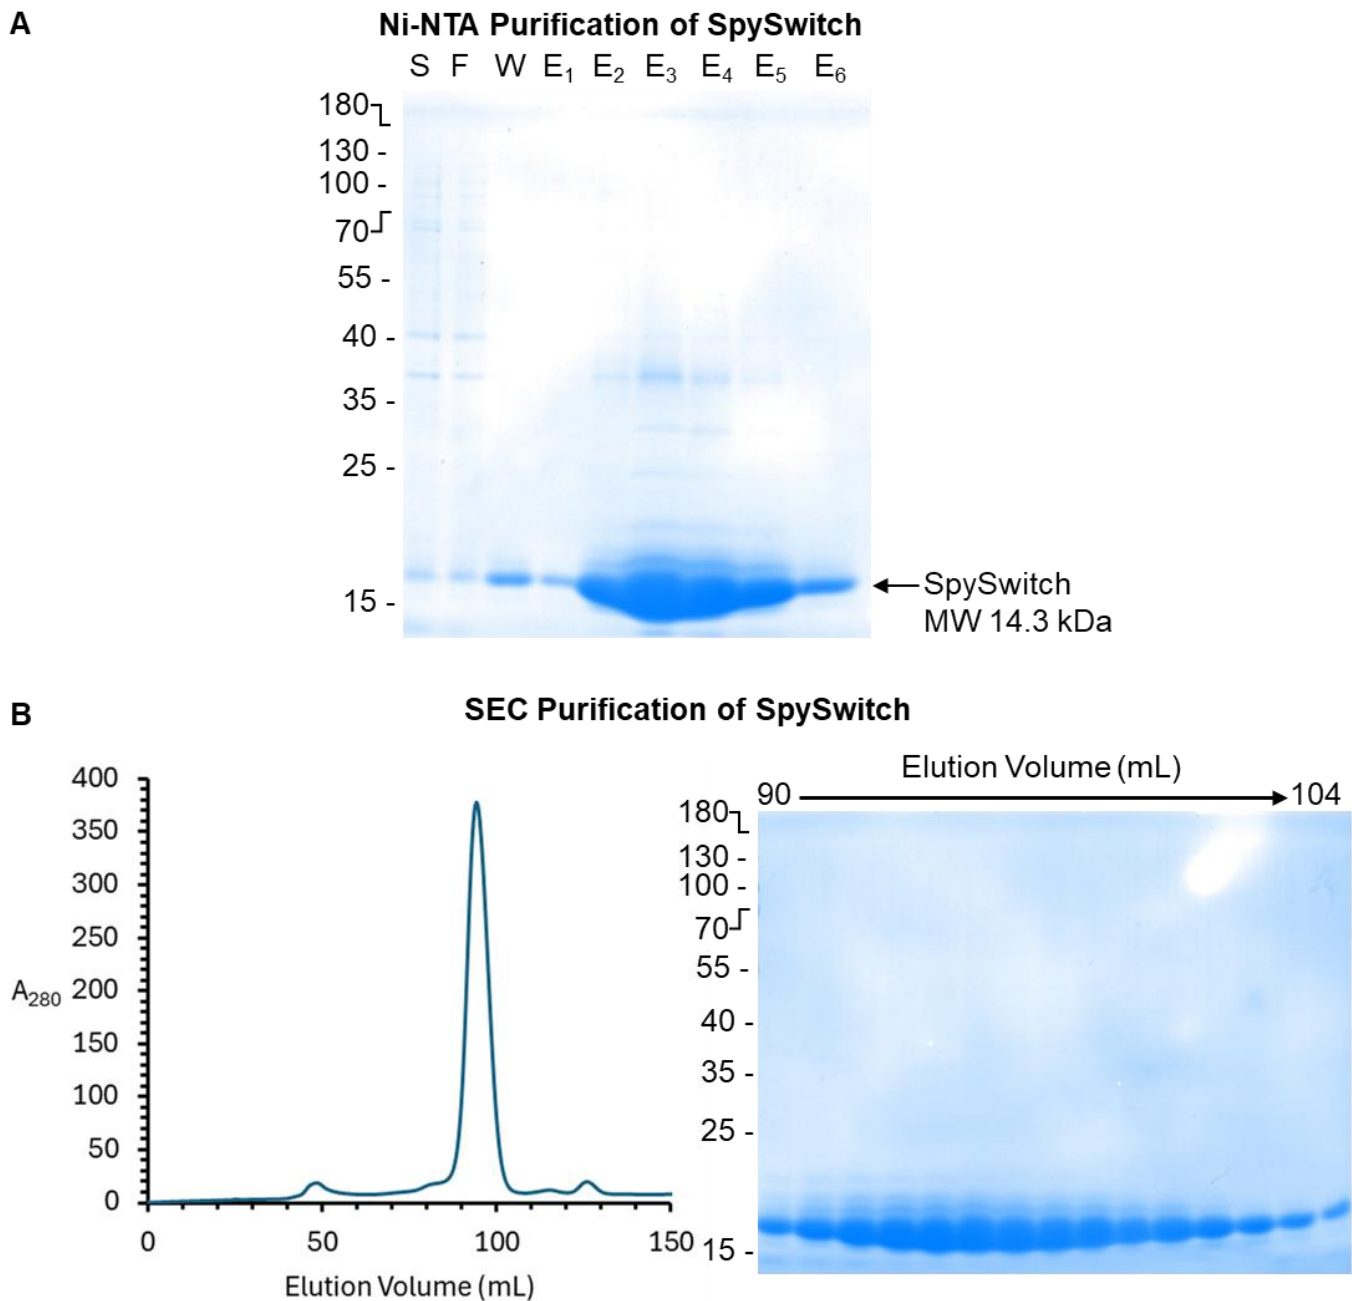 A
Ni-NTA Purification of SpySwitch
S F W E1 E2 E3 E4 E5 E6
180
130 -
100 -
70
55 -
40 -
35 -
25 -
15 -
SpySwitch
MW 14.3 kDa
B
SEC Purification of SpySwitch
400
350
300
250
200
150
100
50
0
A280
0 50 100 150
Elution Volume (mL)
Elution Volume (mL)
90 104
180
130 -
100 -
70
55 -
40 -
35 -
25 -
15 -